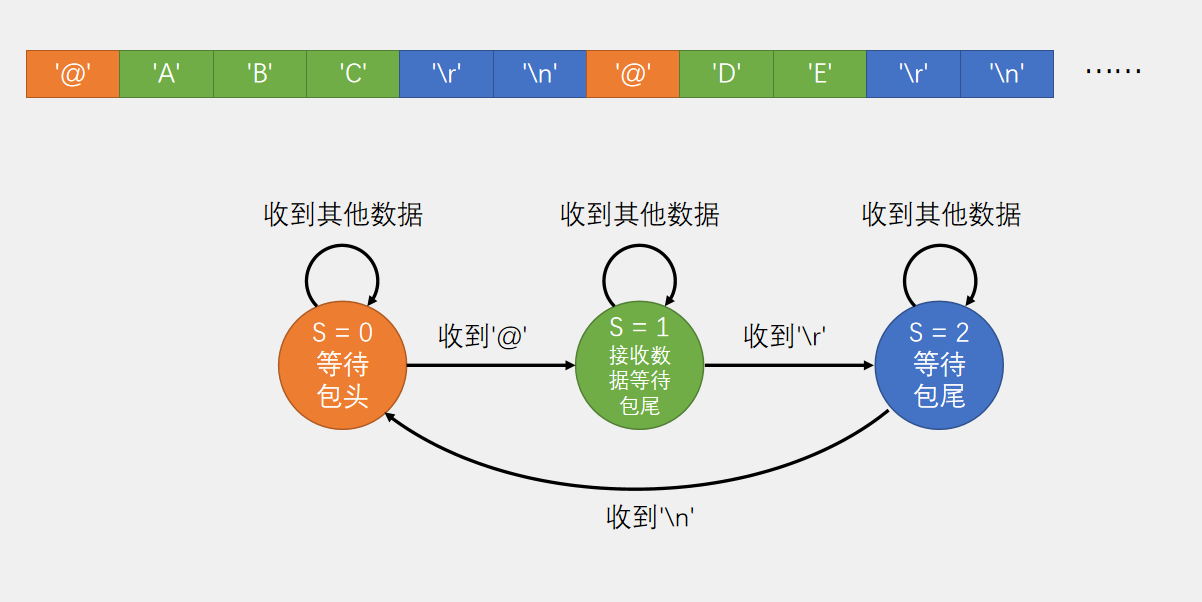 '@' 'A' 'B' 'C' '\r' '\n' '@' 'D' 'E' '\r' '\n' ……
收到其他数据 收到其他数据 收到其他数据
S = 0
等待
包头
收到'@'
S = 1
接收数
据等待
包尾
收到'\r'
S = 2
等待
包尾
收到'\n'